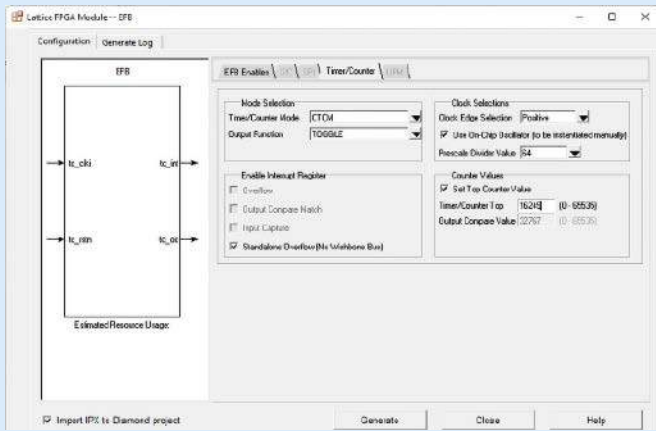 Lattice FPGA Module -- EFB
Configuration Generate Log
EFB
tc_clki
tc_int
tc_rstn
tc_oc
Estimated Resource Usage:
EFB Enables I2C SPI Timer/Counter UFM
Mode Selection
Timer/Counter Mode CTCM
Output Function TOGGLE
Clock Selections
Clock Edge Selection Positive
Use On-Chip Oscillator (to be instantiated manually)
Prescale Divider Value 64
Enable Interrupt Register
Overflow
Output Compare Match
Input Capture
Standalone Overflow (No Wishbone Bus)
Counter Values
Set Top Counter Value
Timer/Counter Top 16245 (0 - 65535)
Output Compare Value 32767 (0 - 65535)
Import IPX to Diamond project
Generate Close Help